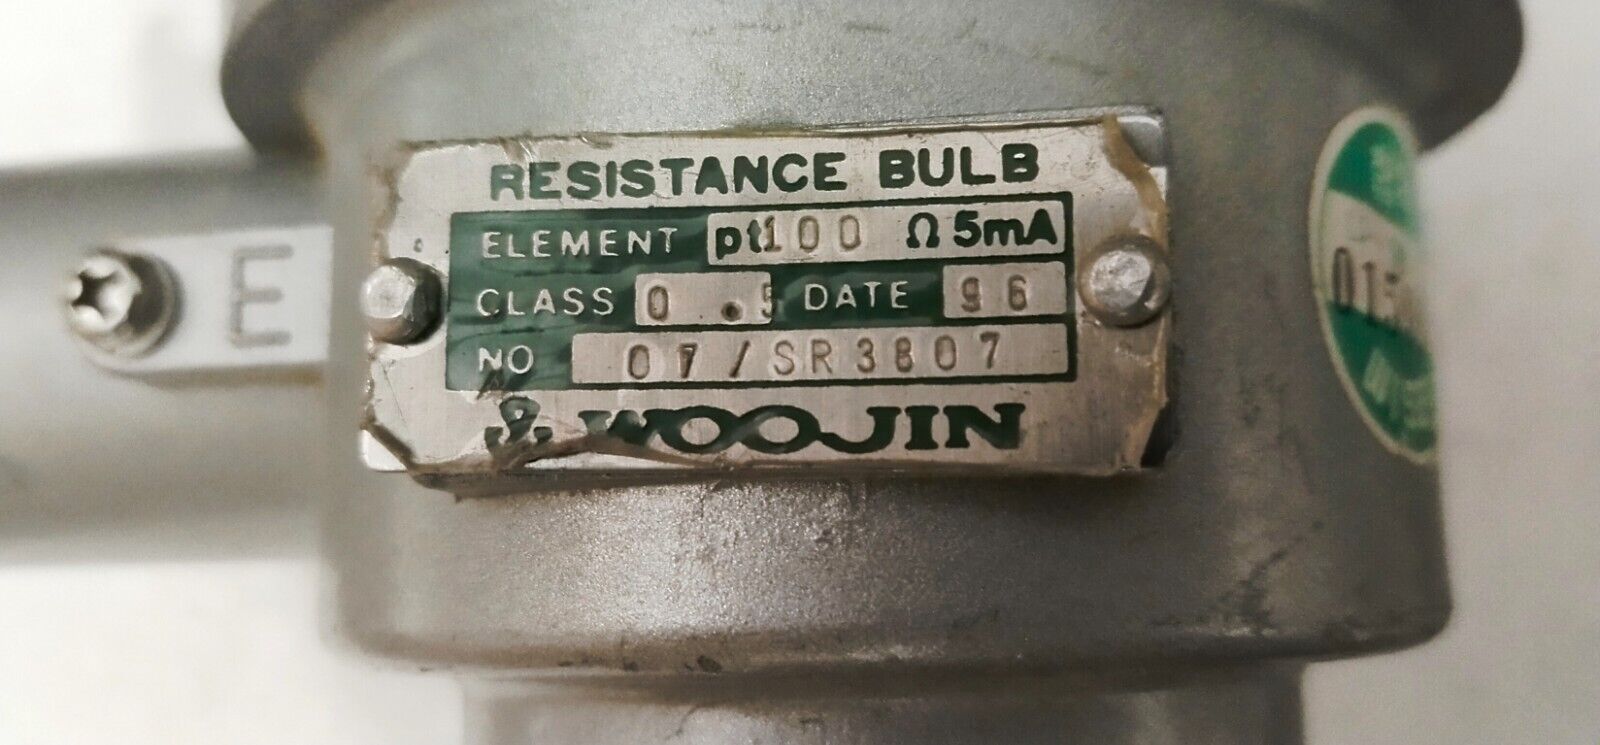 RESISTANCE BULB
ELEMENT pt100 Ω 5mA
CLASS 0.5 DATE 96
NO 07/SR3807
WOOJIN
E